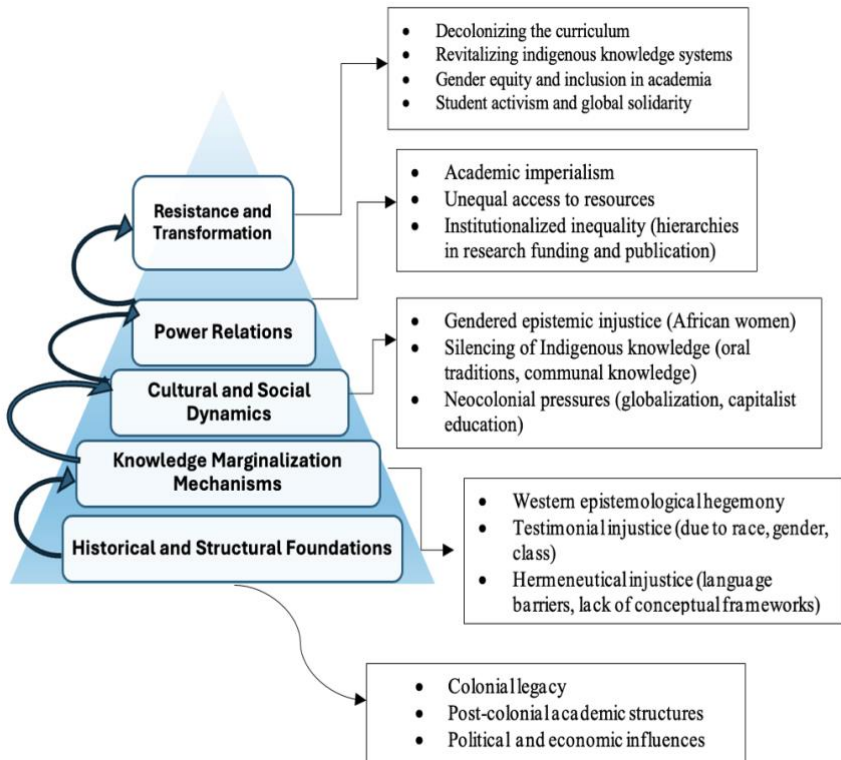 • Decolonizing the curriculum
• Revitalizing indigenous knowledge systems
• Gender equity and inclusion in academia
• Student activism and global solidarity
Resistance and
Transformation
• Academic imperialism
• Unequal access to resources
• Institutionalized inequality (hierarchies
in research funding and publication)
Power Relations
• Gendered epistemic injustice (African women)
• Silencing of Indigenous knowledge (oral
traditions, communal knowledge)
• Neocolonial pressures (globalization, capitalist
education)
Cultural and Social
Dynamics
Knowledge Marginalization
Mechanisms
• Western epistemological hegemony
• Testimonial injustice (due to race, gender,
class)
• Hermeneutical injustice (language
barriers, lack of conceptual frameworks)
Historical and Structural Foundations
• Colonial legacy
• Post-colonial academic structures
• Political and economic influences